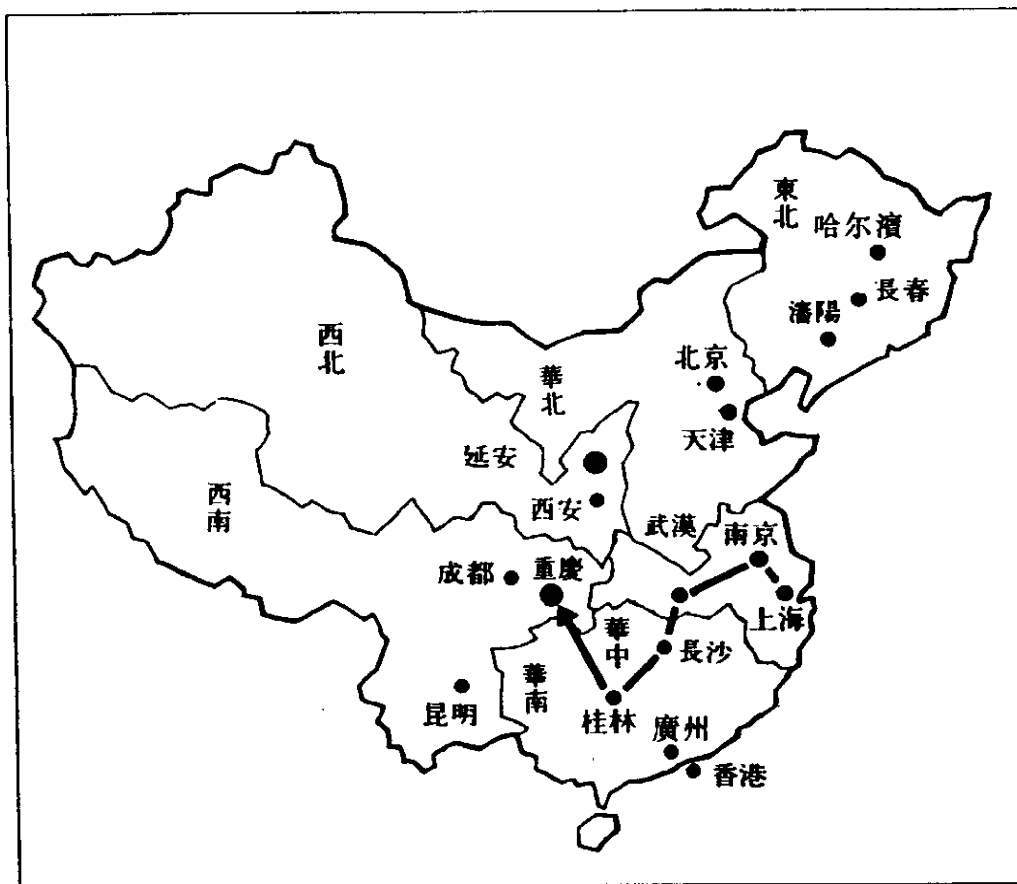 東北
哈尔濱
長春
瀋陽
西北
北京
華北
天津
延安
西南
西安
武漢
南京
成都
重慶
上海
華中
長沙
華南
昆明
桂林
廣州
香港